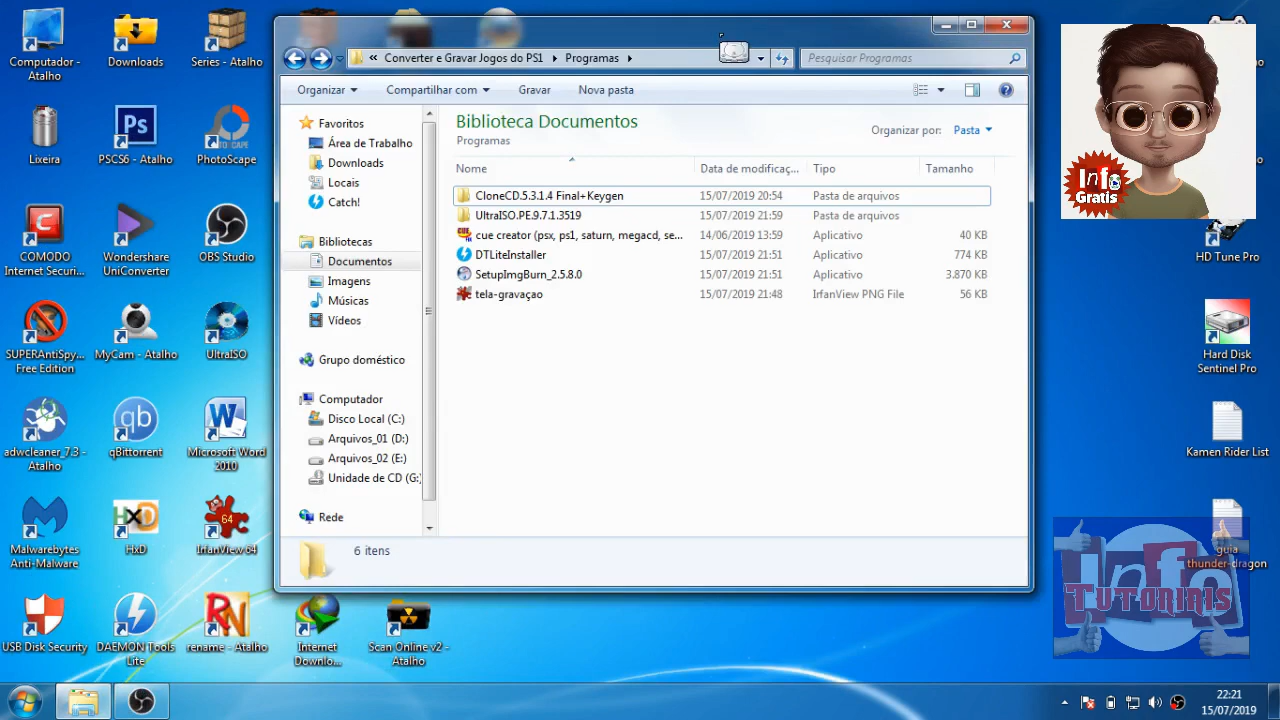 Computador -
Atalho
Downloads
Series - Atalho
Lixeira
PSCS6 - Atalho
PhotoScape
COMODO
Internet Securi...
Wondershare
UniConverter
OBS Studio
SUPERAntiSpy...
Free Edition
MyCam - Atalho
UltraISO
adwcleaner_7.3 -
Atalho
qBittorrent
Microsoft Word
2010
Malwarebytes
Anti-Malware
HxD
IrfanView 64
USB Disk Security
DAEMON Tools
Lite
rename - Atalho
Internet
Downlo...
Scan Online v2 -
Atalho
« Converter e Gravar Jogos do PS1 Programas
Pesquisar Programas
Organizar Compartilhar com Gravar Nova pasta
Favoritos
Área de Trabalho
Downloads
Locais
Catch!
Bibliotecas
Documentos
Imagens
Músicas
Vídeos
Grupo doméstico
Computador
Disco Local (C:)
Arquivos_01 (D:)
Arquivos_02 (E:)
Unidade de CD (G:)
Rede
Biblioteca Documentos
Programas
Organizar por: Pasta
Nome Data de modificaç... Tipo Tamanho
CloneCD.5.3.1.4 Final+Keygen 15/07/2019 20:54 Pasta de arquivos
UltraISO.PE.9.7.1.3519 15/07/2019 21:59 Pasta de arquivos
cue creator (psx, ps1, saturn, megacd, se... 14/06/2019 13:59 Aplicativo 40 KB
DTLiteInstaller 15/07/2019 21:51 Aplicativo 774 KB
SetupImgBurn_2.5.8.0 15/07/2019 21:51 Aplicativo 3.870 KB
tela-gravaçao 15/07/2019 21:48 IrfanView PNG File 56 KB
6 itens
Info
Gratis
HD Tune Pro
Hard Disk
Sentinel Pro
Kamen Rider List
guia
thunder-dragon
Info
TUTORIAIS
22:21
15/07/2019